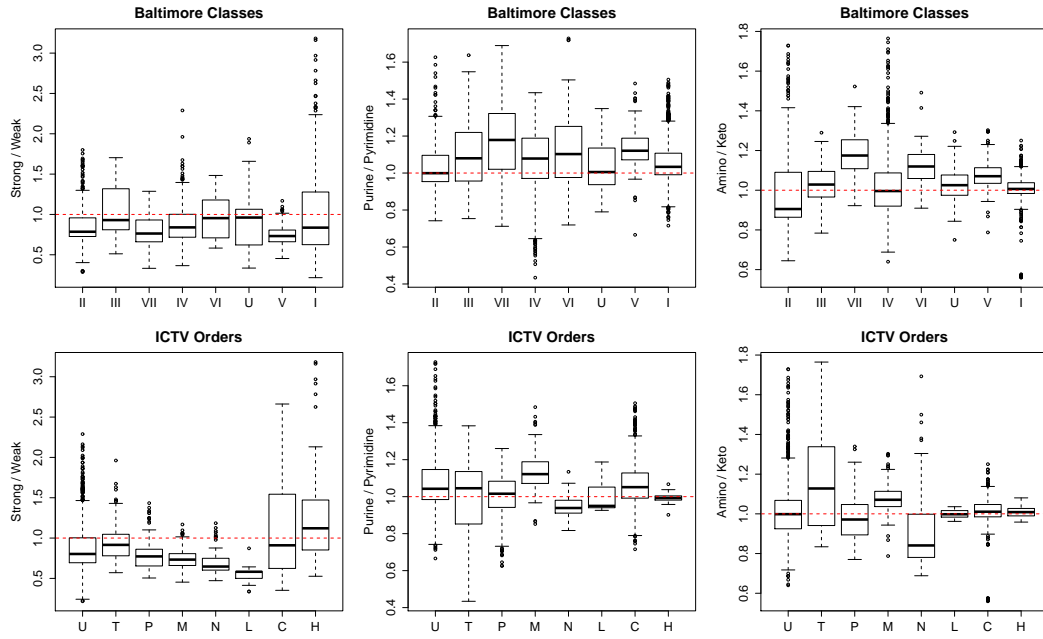 Baltimore Classes
Strong / Weak
3.0
2.5
2.0
1.5
1.0
0.5
II III VII IV VI U V I
Baltimore Classes
Purine / Pyrimidine
1.6
1.4
1.2
1.0
0.8
0.6
0.4
II III VII IV VI U V I
Baltimore Classes
Amino / Keto
1.8
1.6
1.4
1.2
1.0
0.8
0.6
II III VII IV VI U V I
ICTV Orders
Strong / Weak
3.0
2.5
2.0
1.5
1.0
0.5
U T P M N L C H
ICTV Orders
Purine / Pyrimidine
1.6
1.4
1.2
1.0
0.8
0.6
0.4
U T P M N L C H
ICTV Orders
Amino / Keto
1.8
1.6
1.4
1.2
1.0
0.8
0.6
U T P M N L C H